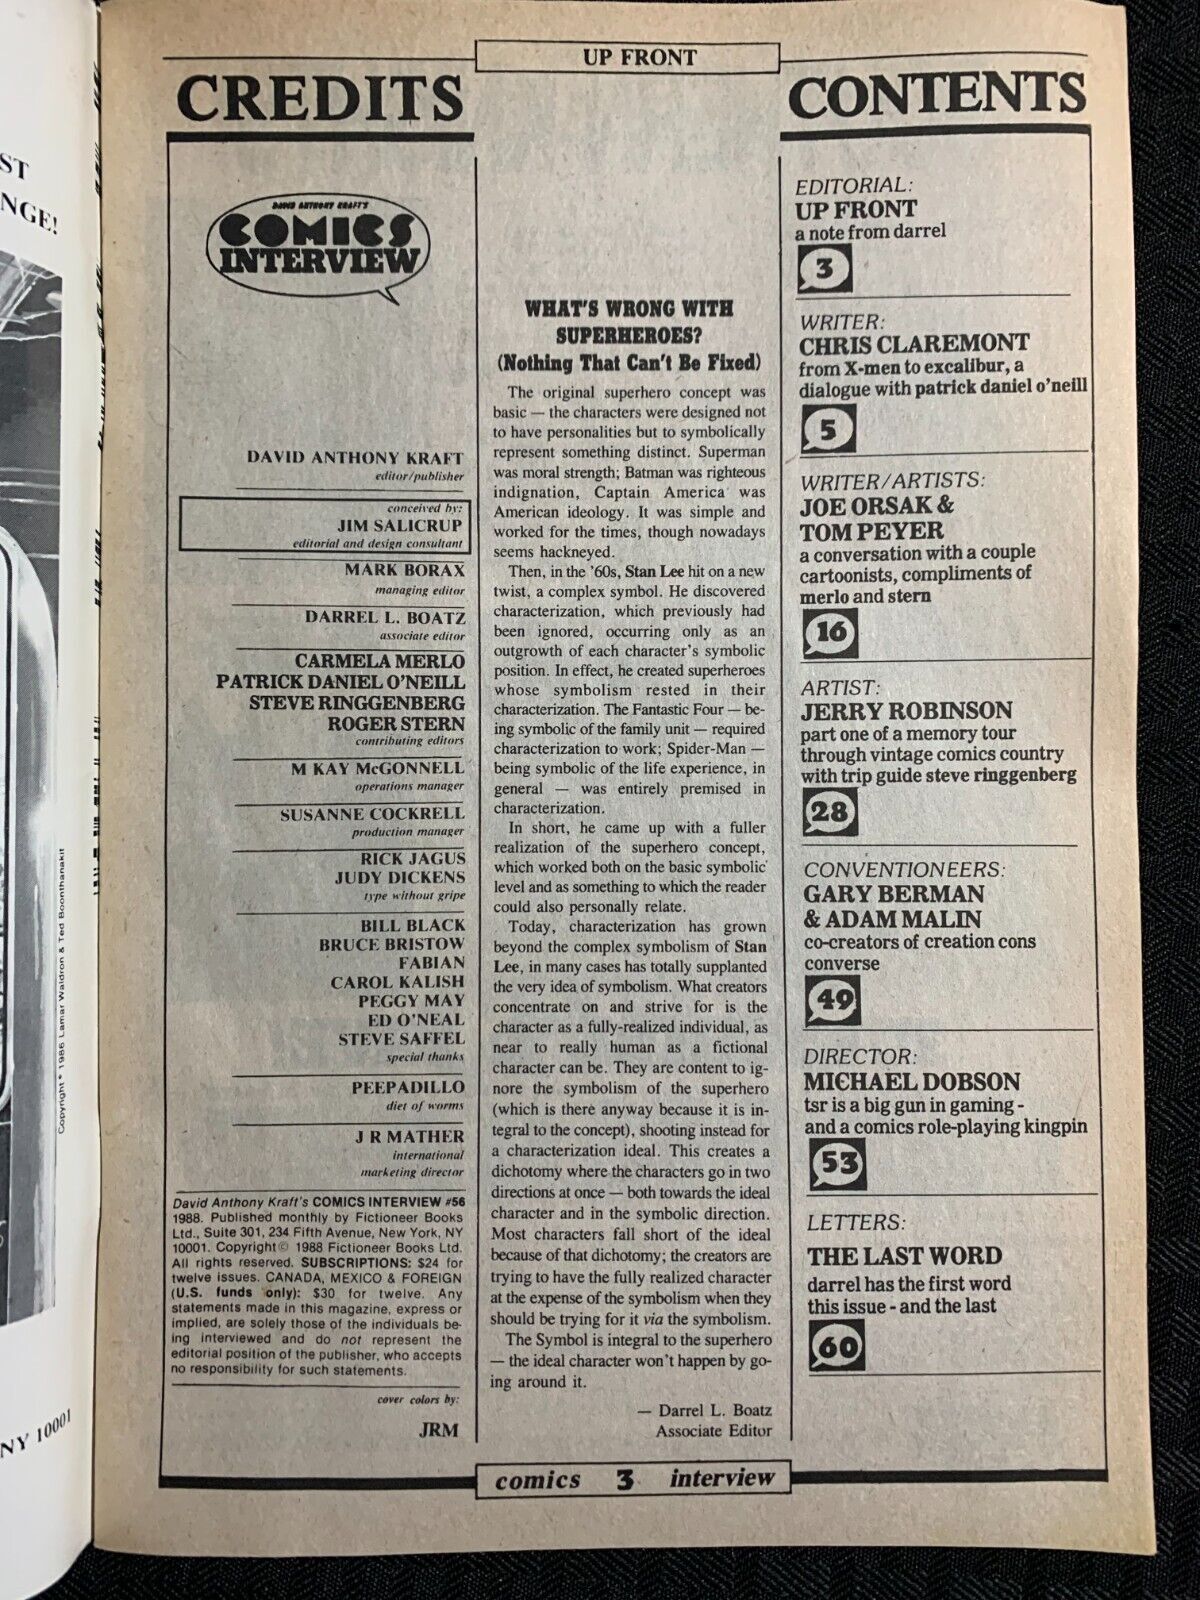 ST
NGE!
Copyright © 1986 Lamar Waldron & Ted Boonthanakit
NY 10001
UP FRONT
CREDITS
DAVID ANTHONY KRAFT'S
COMICS
INTERVIEW
DAVID ANTHONY KRAFT
editor/publisher
conceived by:
JIM SALICRUP
editorial and design consultant
MARK BORAX
managing editor
DARREL L. BOATZ
associate editor
CARMELA MERLO
PATRICK DANIEL O'NEILL
STEVE RINGGENBERG
ROGER STERN
contributing editors
M KAY McGONNELL
operations manager
SUSANNE COCKRELL
production manager
RICK JAGUS
JUDY DICKENS
type without gripe
BILL BLACK
BRUCE BRISTOW
FABIAN
CAROL KALISH
PEGGY MAY
ED O'NEAL
STEVE SAFFEL
special thanks
PEEPADILLO
diet of worms
J R MATHER
international
marketing director
David Anthony Kraft's COMICS INTERVIEW #56
1988. Published monthly by Fictioneer Books
Ltd., Suite 301, 234 Fifth Avenue, New York, NY
10001. Copyright © 1988 Fictioneer Books Ltd.
All rights reserved. SUBSCRIPTIONS: $24 for
twelve issues. CANADA, MEXICO & FOREIGN
(U.S. funds only): $30 for twelve. Any
statements made in this magazine, express or
implied, are solely those of the individuals be-
ing interviewed and do not represent the
editorial position of the publisher, who accepts
no responsibility for such statements.
cover colors by:
JRM
WHAT'S WRONG WITH
SUPERHEROES?
(Nothing That Can't Be Fixed)
The original superhero concept was
basic — the characters were designed not
to have personalities but to symbolically
represent something distinct. Superman
was moral strength; Batman was righteous
indignation, Captain America was
American ideology. It was simple and
worked for the times, though nowadays
seems hackneyed.
Then, in the '60s, Stan Lee hit on a new
twist, a complex symbol. He discovered
characterization, which previously had
been ignored, occurring only as an
outgrowth of each character's symbolic
position. In effect, he created superheroes
whose symbolism rested in their
characterization. The Fantastic Four — be-
ing symbolic of the family unit — required
characterization to work; Spider-Man —
being symbolic of the life experience, in
general — was entirely premised in
characterization.
In short, he came up with a fuller
realization of the superhero concept,
which worked both on the basic symbolic
level and as something to which the reader
could also personally relate.
Today, characterization has grown
beyond the complex symbolism of Stan
Lee, in many cases has totally supplanted
the very idea of symbolism. What creators
concentrate on and strive for is the
character as a fully-realized individual, as
near to really human as a fictional
character can be. They are content to ig-
nore the symbolism of the superhero
(which is there anyway because it is in-
tegral to the concept), shooting instead for
a characterization ideal. This creates a
dichotomy where the characters go in two
directions at once — both towards the ideal
character and in the symbolic direction.
Most characters fall short of the ideal
because of that dichotomy; the creators are
trying to have the fully realized character
at the expense of the symbolism when they
should be trying for it via the symbolism.
The Symbol is integral to the superhero
— the ideal character won't happen by go-
ing around it.
— Darrel L. Boatz
Associate Editor
CONTENTS
EDITORIAL:
UP FRONT
a note from darrel
3
WRITER:
CHRIS CLAREMONT
from X-men to excalibur, a
dialogue with patrick daniel o'neill
5
WRITER/ARTISTS:
JOE ORSAK &
TOM PEYER
a conversation with a couple
cartoonists, compliments of
merlo and stern
16
ARTIST:
JERRY ROBINSON
part one of a memory tour
through vintage comics country
with trip guide steve ringgenberg
28
CONVENTIONEERS:
GARY BERMAN
& ADAM MALIN
co-creators of creation cons
converse
49
DIRECTOR:
MICHAEL DOBSON
tsr is a big gun in gaming -
and a comics role-playing kingpin
53
LETTERS:
THE LAST WORD
darrel has the first word
this issue - and the last
60
comics 3 interview